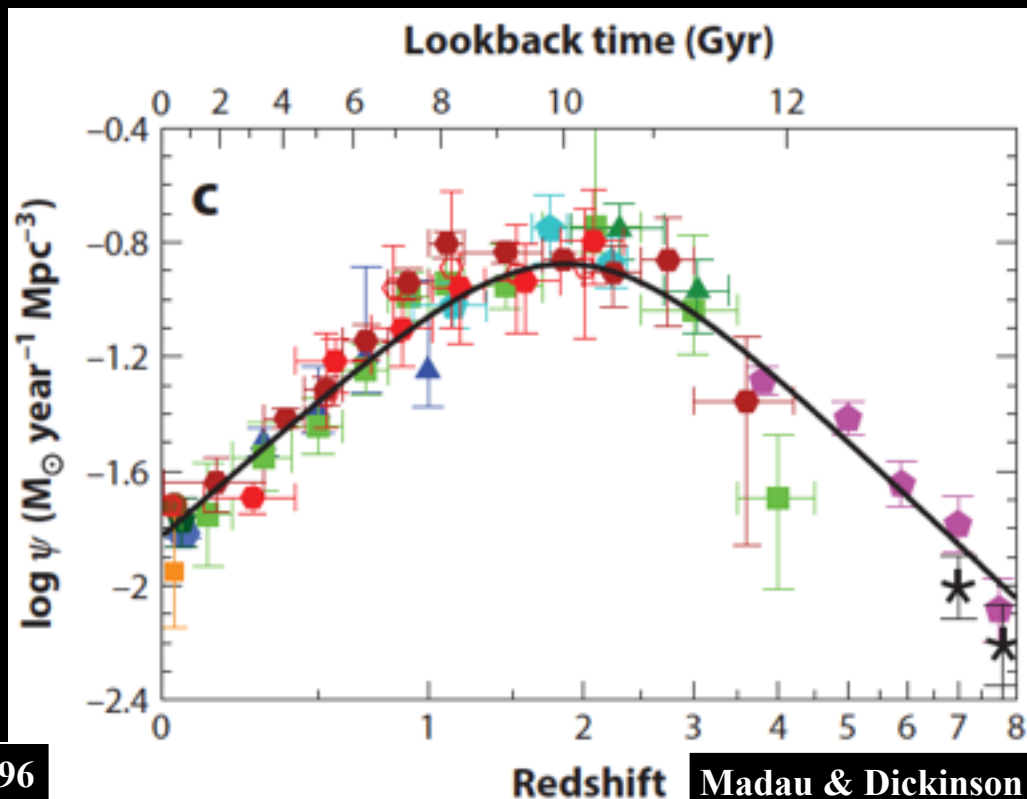 Lookback time (Gyr)
0 2 4 6 8 10 12
−0.4
C
−0.8
−1.2
−1.6
−2
−2.4
log ψ (M☉ year−1 Mpc−3)
0 1 2 3 4 5 6 7 8
96
Redshift
Madau & Dickinson